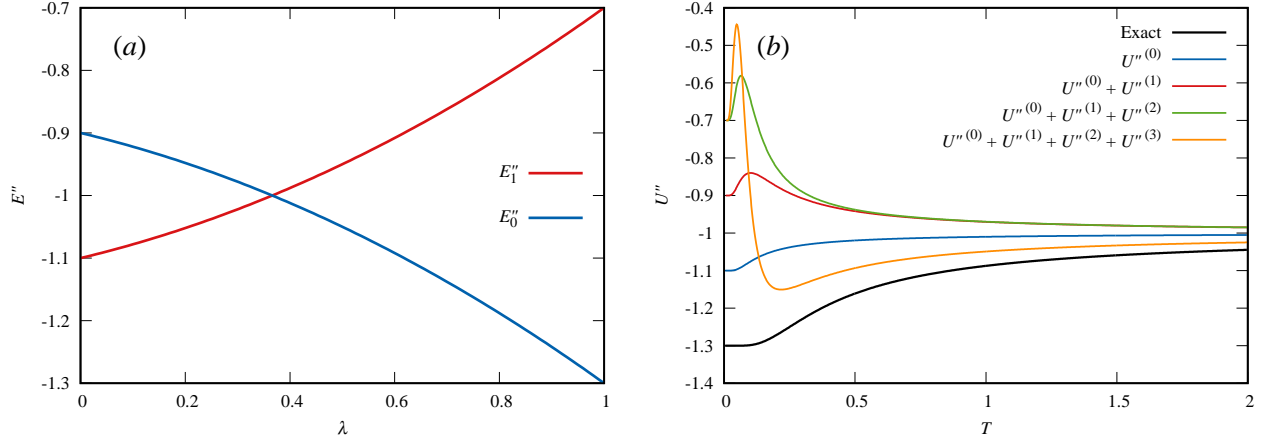 (a)
E″
-0.7
-0.8
-0.9
-1
-1.1
-1.2
-1.3
0
0.2
0.4
0.6
0.8
1
λ
E″₁
E″₀
(b)
U″
-0.4
-0.5
-0.6
-0.7
-0.8
-0.9
-1
-1.1
-1.2
-1.3
-1.4
0
0.5
1
1.5
2
T
Exact
U″⁽⁰⁾
U″⁽⁰⁾ + U″⁽¹⁾
U″⁽⁰⁾ + U″⁽¹⁾ + U″⁽²⁾
U″⁽⁰⁾ + U″⁽¹⁾ + U″⁽²⁾ + U″⁽³⁾